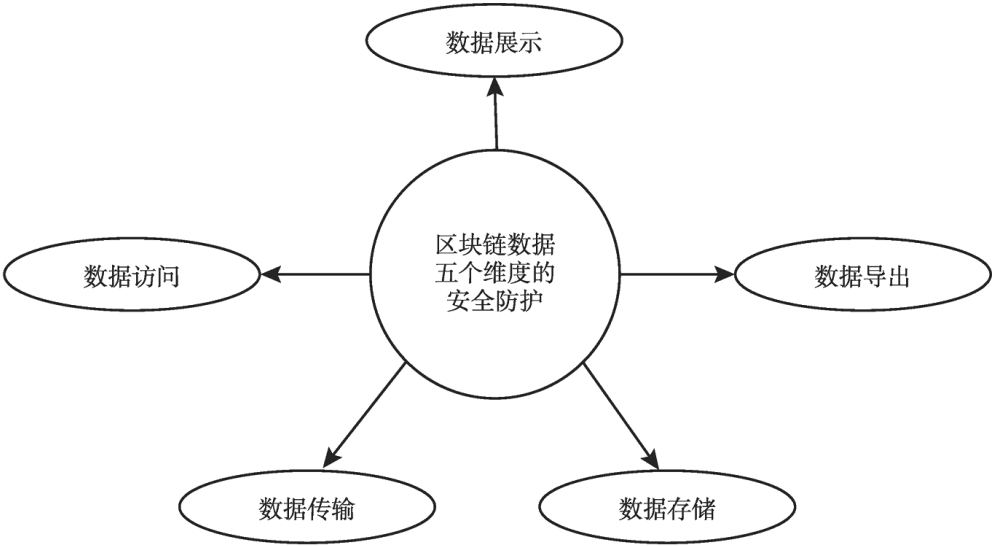 数据展示
区块链数据
五个维度的
安全防护
数据访问
数据导出
数据传输
数据存储